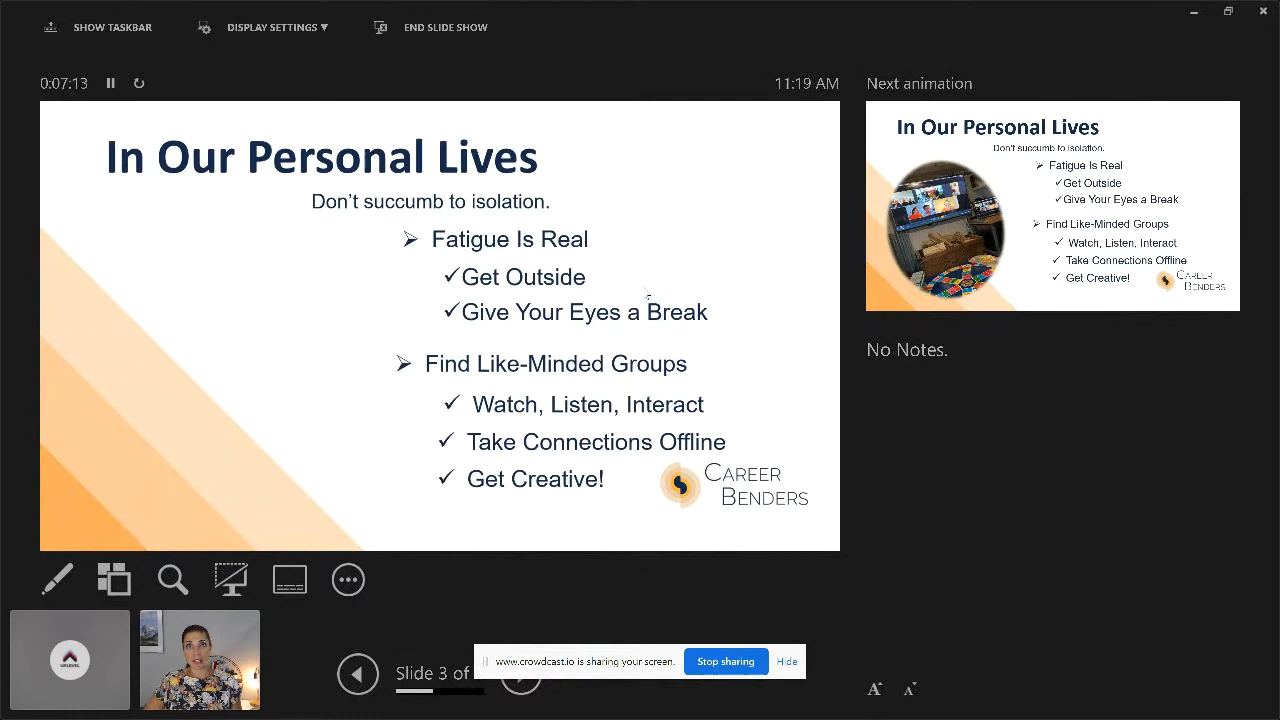 SHOW TASKBAR
DISPLAY SETTINGS ▼
END SLIDE SHOW
0:07:13
11:19 AM
Next animation
In Our Personal Lives
Don't succumb to isolation.
➢ Fatigue Is Real
✓Get Outside
✓Give Your Eyes a Break
➢ Find Like-Minded Groups
✓ Watch, Listen, Interact
✓ Take Connections Offline
✓ Get Creative!
CAREER
BENDERS
In Our Personal Lives
Don't succumb to isolation.
➢ Fatigue Is Real
✓Get Outside
✓Give Your Eyes a Break
➢ Find Like-Minded Groups
✓ Watch, Listen, Interact
✓ Take Connections Offline
✓ Get Creative!
CAREER
BENDERS
No Notes.
UPLEVEL
Slide 3 of
www.crowdcast.io is sharing your screen.
Stop sharing
Hide
A
A